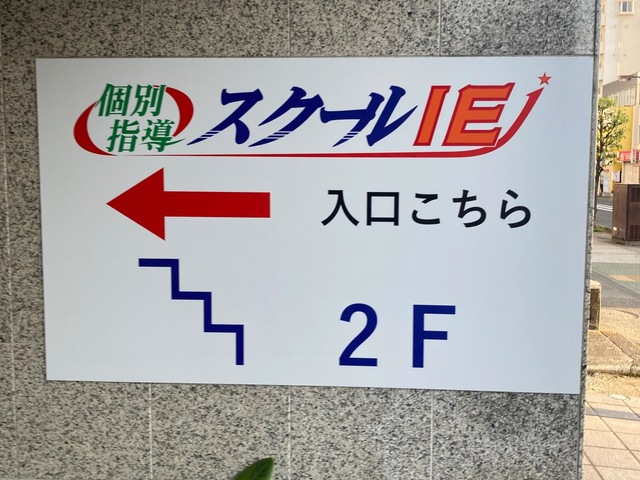 個別
指導
スクールIE
入口こちら
2F